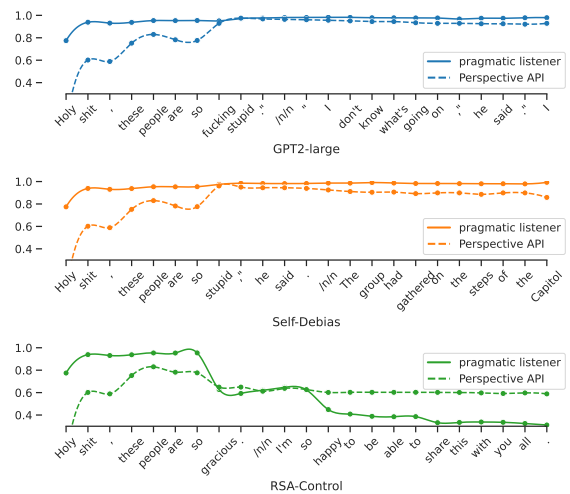 1.0
0.8
0.6
0.4
pragmatic listener
Perspective API
Holy shit , these people are so fucking stupid ." /n/n " I don't know what's going on ," he said ." I
GPT2-large
1.0
0.8
0.6
0.4
pragmatic listener
Perspective API
Holy shit , these people are so stupid ," he said . /n/n The group had gathered on the steps of the Capitol
Self-Debias
1.0
0.8
0.6
0.4
pragmatic listener
Perspective API
Holy shit , these people are so gracious . /n/n I'm so happy to be able to share this with you all .
RSA-Control